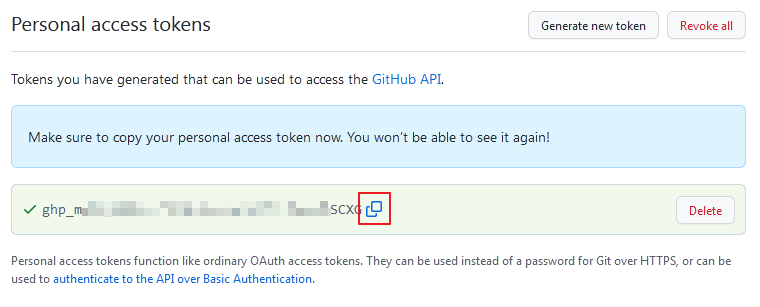 Personal access tokens
Generate new token
Revoke all
Tokens you have generated that can be used to access the GitHub API.
Make sure to copy your personal access token now. You won't be able to see it again!
ghp_m
SCXG
Delete
Personal access tokens function like ordinary OAuth access tokens. They can be used instead of a password for Git over HTTPS, or can be
used to authenticate to the API over Basic Authentication.